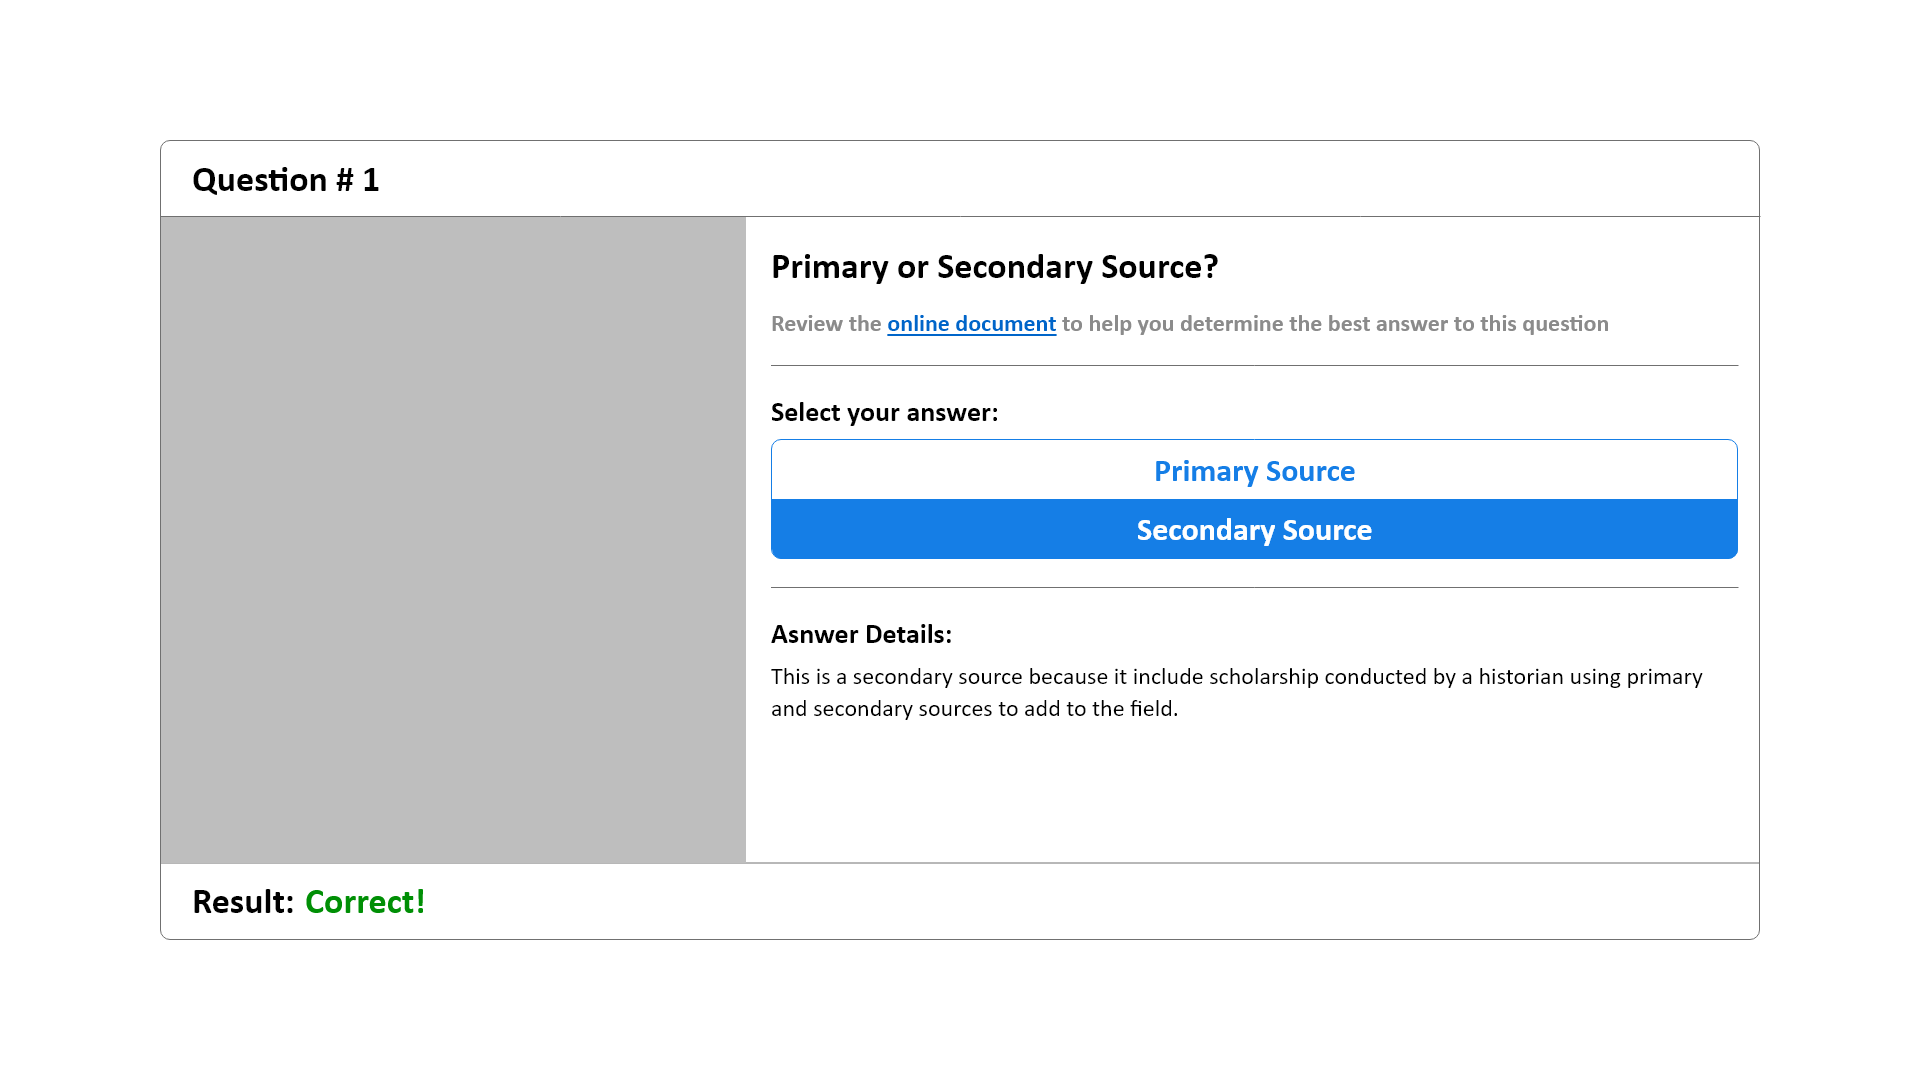 Question # 1
Primary or Secondary Source?
Review the online document to help you determine the best answer to this question
Select your answer:
Primary Source
Secondary Source
Asnwer Details:
This is a secondary source because it include scholarship conducted by a historian using primary
and secondary sources to add to the field.
Result: Correct!